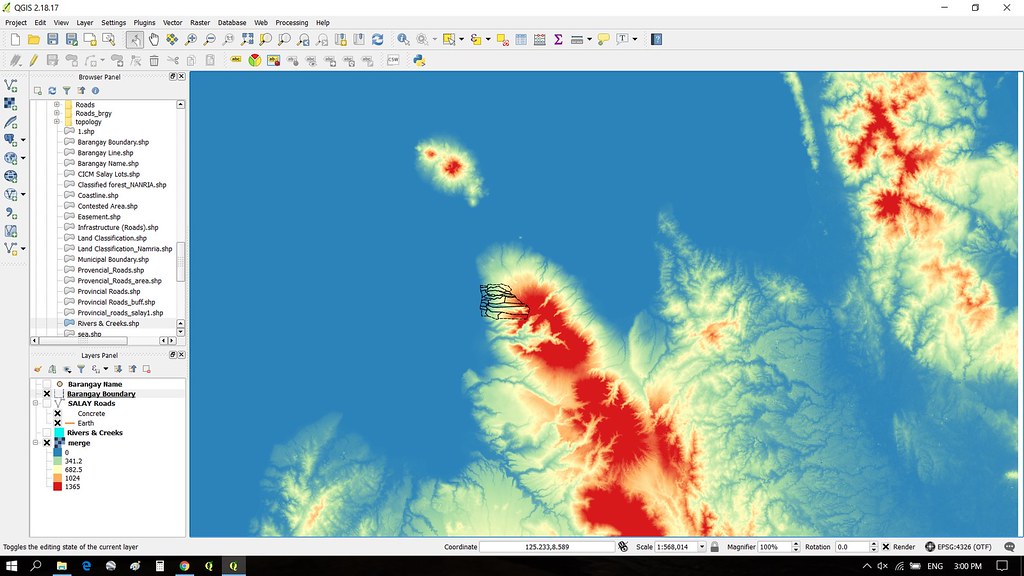 QGIS 2.18.17
Project Edit View Layer Settings Plugins Vector Raster Database Web Processing Help
Browser Panel
Roads
Roads_brgy
topology
1.shp
Barangay Boundary.shp
Barangay Line.shp
Barangay Name.shp
CICM Salay Lots.shp
Classified forest_NANRIA.shp
Coastline.shp
Contested Area.shp
Easement.shp
Infrastructure (Roads).shp
Land Classification.shp
Land Classification_Namria.shp
Municipal Boundary.shp
Provencial_Roads.shp
Provencial_Roads_area.shp
Provincial Roads.shp
Provincial Roads_buff.shp
Provincial_roads_salay1.shp
Rivers & Creeks.shp
sea.shp
Layers Panel
Barangay Name
Barangay Boundary
SALAY Roads
Concrete
Earth
Rivers & Creeks
merge
0
341.2
682.5
1024
1365
Toggles the editing state of the current layer Coordinate 125.233,8.589 Scale 1:568,014 Magnifier 100% Rotation 0.0 Render EPSG:4326 (OTF)
ENG 3:00 PM